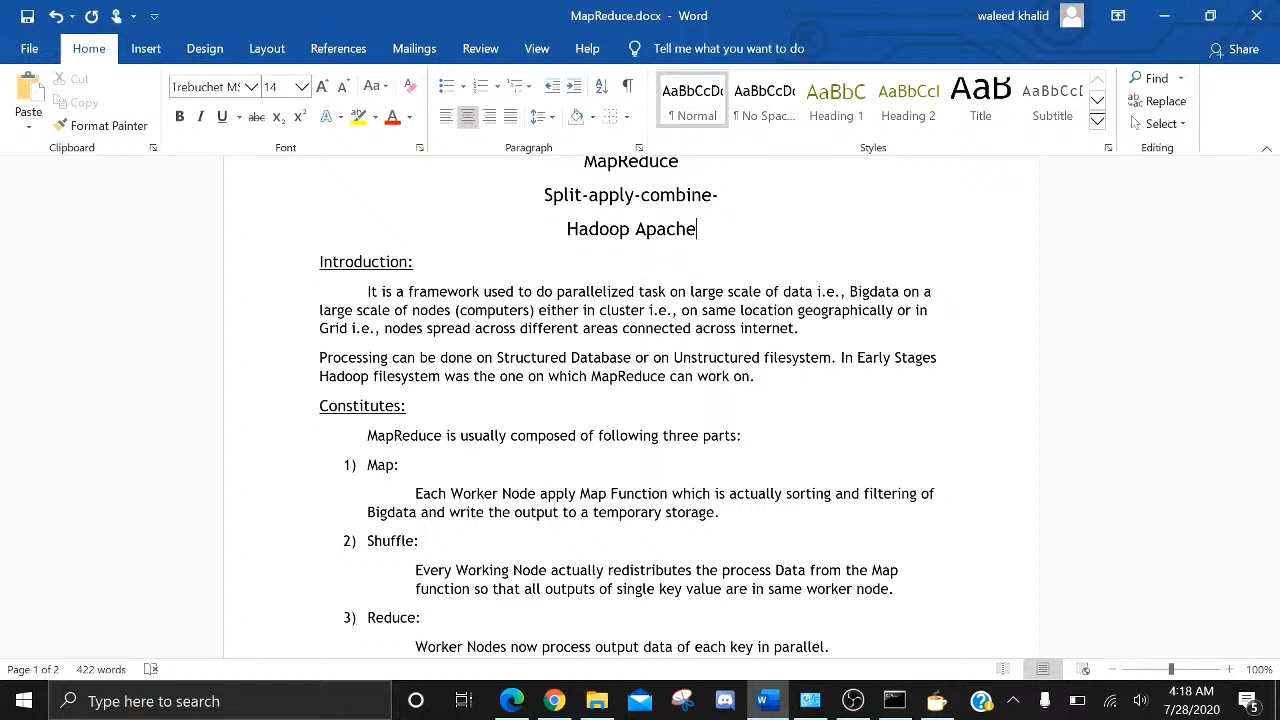 MapReduce.docx - Word
waleed khalid
File Home Insert Design Layout References Mailings Review View Help Tell me what you want to do Share
Paste
Cut
Copy
Format Painter
Clipboard
Trebuchet MS 14
Font
Paragraph
AaBbCcDc AaBbCcDc AaBbC AaBbCcI AaB AaBbCcD
¶ Normal ¶ No Spac... Heading 1 Heading 2 Title Subtitle
Styles
Find
Replace
Select
Editing
MapReduce
Split-apply-combine-
Hadoop Apache
Introduction:
It is a framework used to do parallelized task on large scale of data i.e., Bigdata on a
large scale of nodes (computers) either in cluster i.e., on same location geographically or in
Grid i.e., nodes spread across different areas connected across internet.
Processing can be done on Structured Database or on Unstructured filesystem. In Early Stages
Hadoop filesystem was the one on which MapReduce can work on.
Constitutes:
MapReduce is usually composed of following three parts:
1) Map:
Each Worker Node apply Map Function which is actually sorting and filtering of
Bigdata and write the output to a temporary storage.
2) Shuffle:
Every Working Node actually redistributes the process Data from the Map
function so that all outputs of single key value are in same worker node.
3) Reduce:
Worker Nodes now process output data of each key in parallel.
Page 1 of 2 422 words 100%
Type here to search
4:18 AM
7/28/2020
5